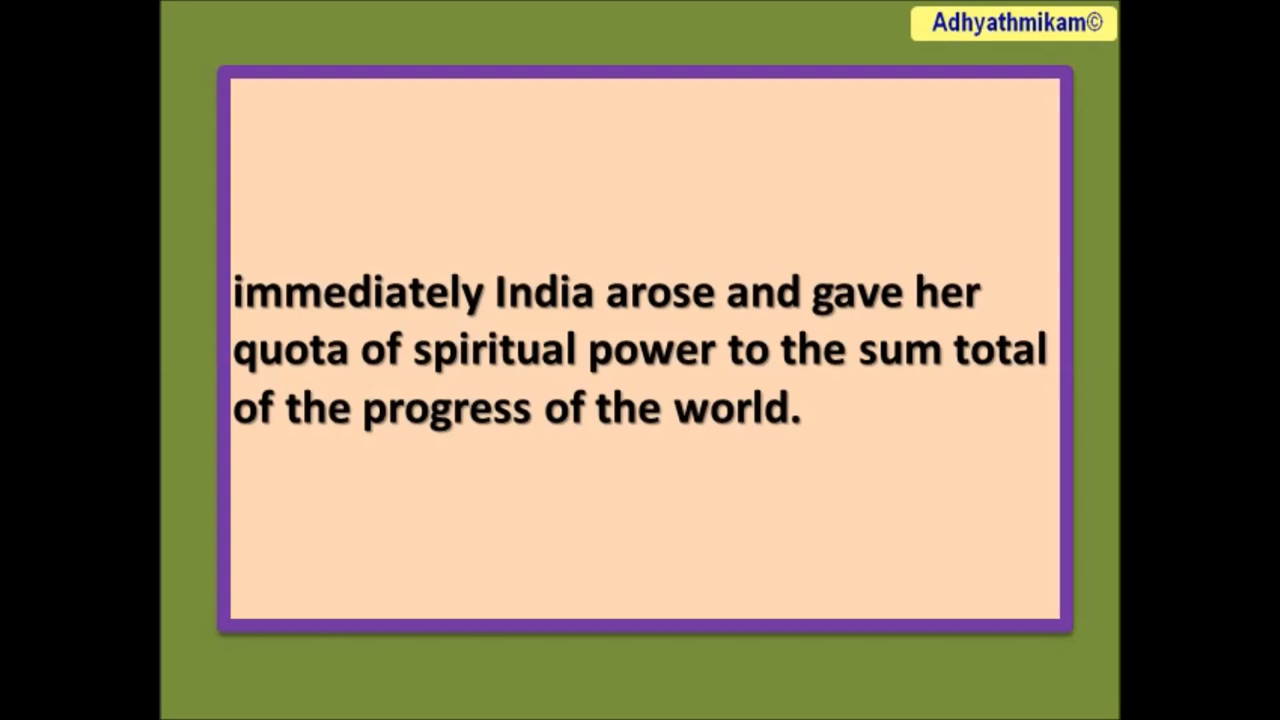 Adhyathmikam©
immediately India arose and gave her
quota of spiritual power to the sum total
of the progress of the world.